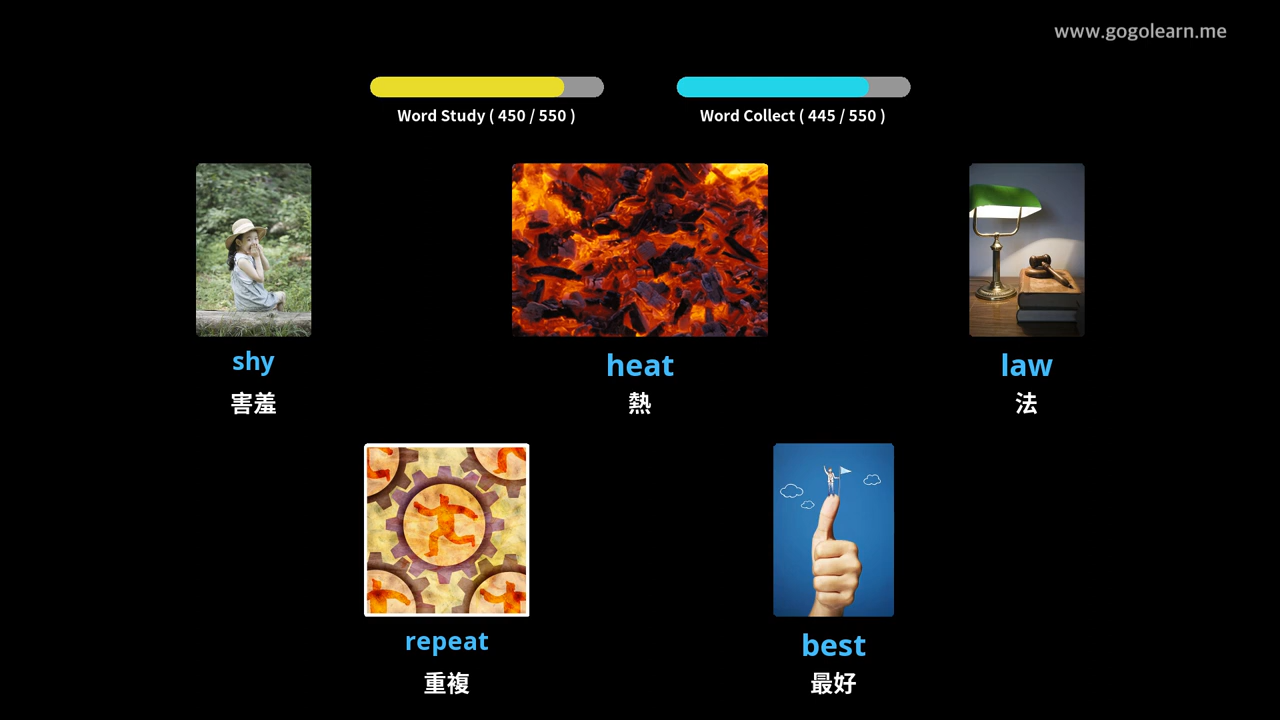 www.gogolearn.me
Word Study ( 450 / 550 )
Word Collect ( 445 / 550 )
shy
害羞
heat
熱
law
法
repeat
重複
best
最好